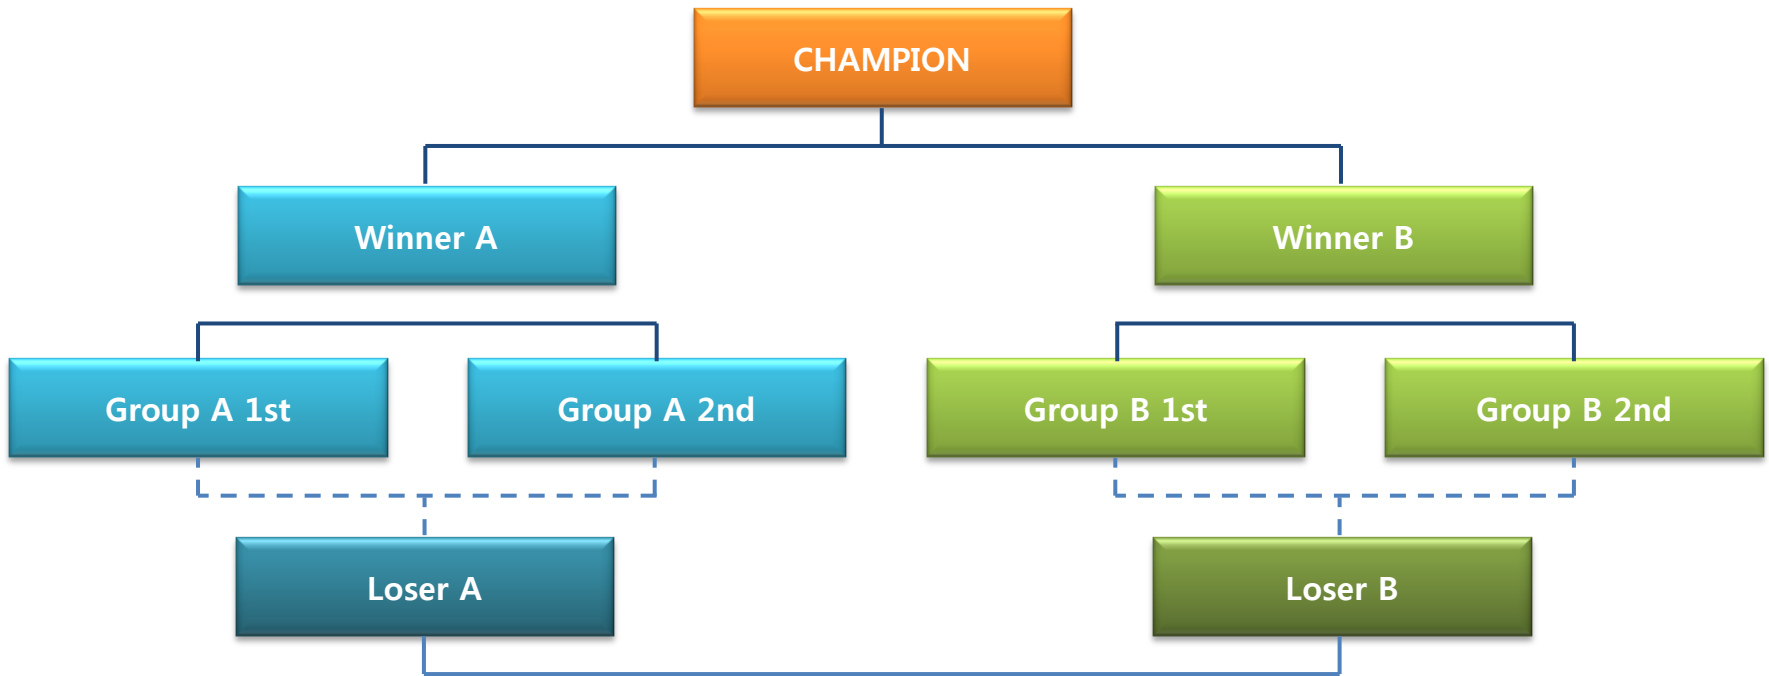 CHAMPION
Winner A
Winner B
Group A 1st
Group A 2nd
Group B 1st
Group B 2nd
Loser A
Loser B